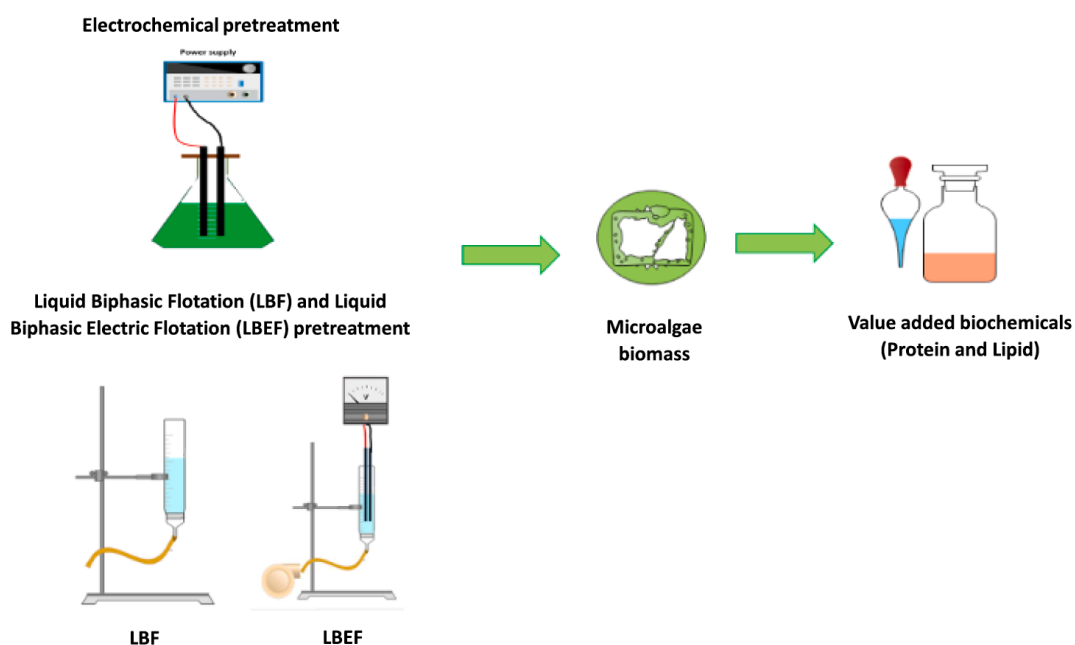 Electrochemical pretreatment
Power supply
Liquid Biphasic Flotation (LBF) and Liquid
Biphasic Electric Flotation (LBEF) pretreatment
Microalgae
biomass
Value added biochemicals
(Protein and Lipid)
V
LBF
LBEF